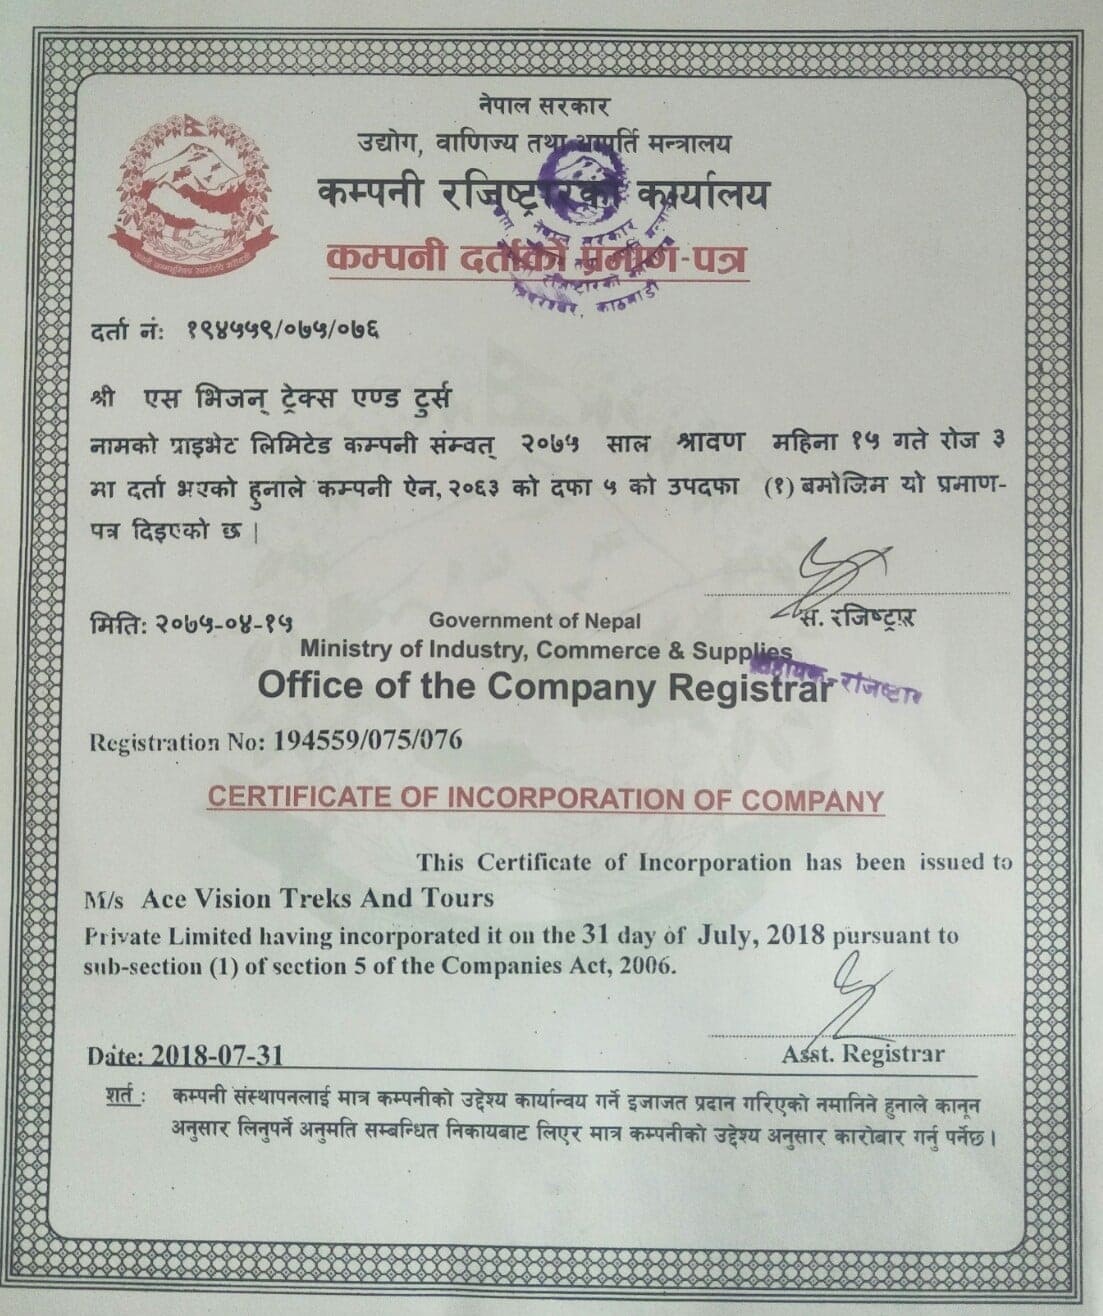 नेपाल सरकार
उद्योग, वाणिज्य तथा आपूर्ति मन्त्रालय
कम्पनी रजिष्ट्रारको कार्यालय
कम्पनी दर्ताको प्रमाण-पत्र
दर्ता नं: १९४५५९/०७५/०७६
श्री एस भिजन् ट्रेक्स एण्ड टुर्स
नामको प्राइभेट लिमिटेड कम्पनी संम्वत् २०७५ साल श्रावण महिना १५ गते रोज ३
मा दर्ता भएको हुनाले कम्पनी ऐन, २०६३ को दफा ५ को उपदफा (१) बमोजिम यो प्रमाण-
पत्र दिइएको छ |
स. रजिष्ट्रार
मिति: २०७५-०४-१५
Government of Nepal
Ministry of Industry, Commerce & Supplies
सहायक-रजिष्टार
Office of the Company Registrar
Registration No: 194559/075/076
CERTIFICATE OF INCORPORATION OF COMPANY
This Certificate of Incorporation has been issued to
M/s Ace Vision Treks And Tours
Private Limited having incorporated it on the 31 day of July, 2018 pursuant to
sub-section (1) of section 5 of the Companies Act, 2006.
Asst. Registrar
Date: 2018-07-31
शर्त : कम्पनी संस्थापनलाई मात्र कम्पनीको उद्देश्य कार्यान्वय गर्ने इजाजत प्रदान गरिएको नमानिने हुनाले कानून
अनुसार लिनुपर्ने अनुमति सम्बन्धित निकायबाट लिएर मात्र कम्पनीको उद्देश्य अनुसार कारोबार गर्नु पर्नेछ ।